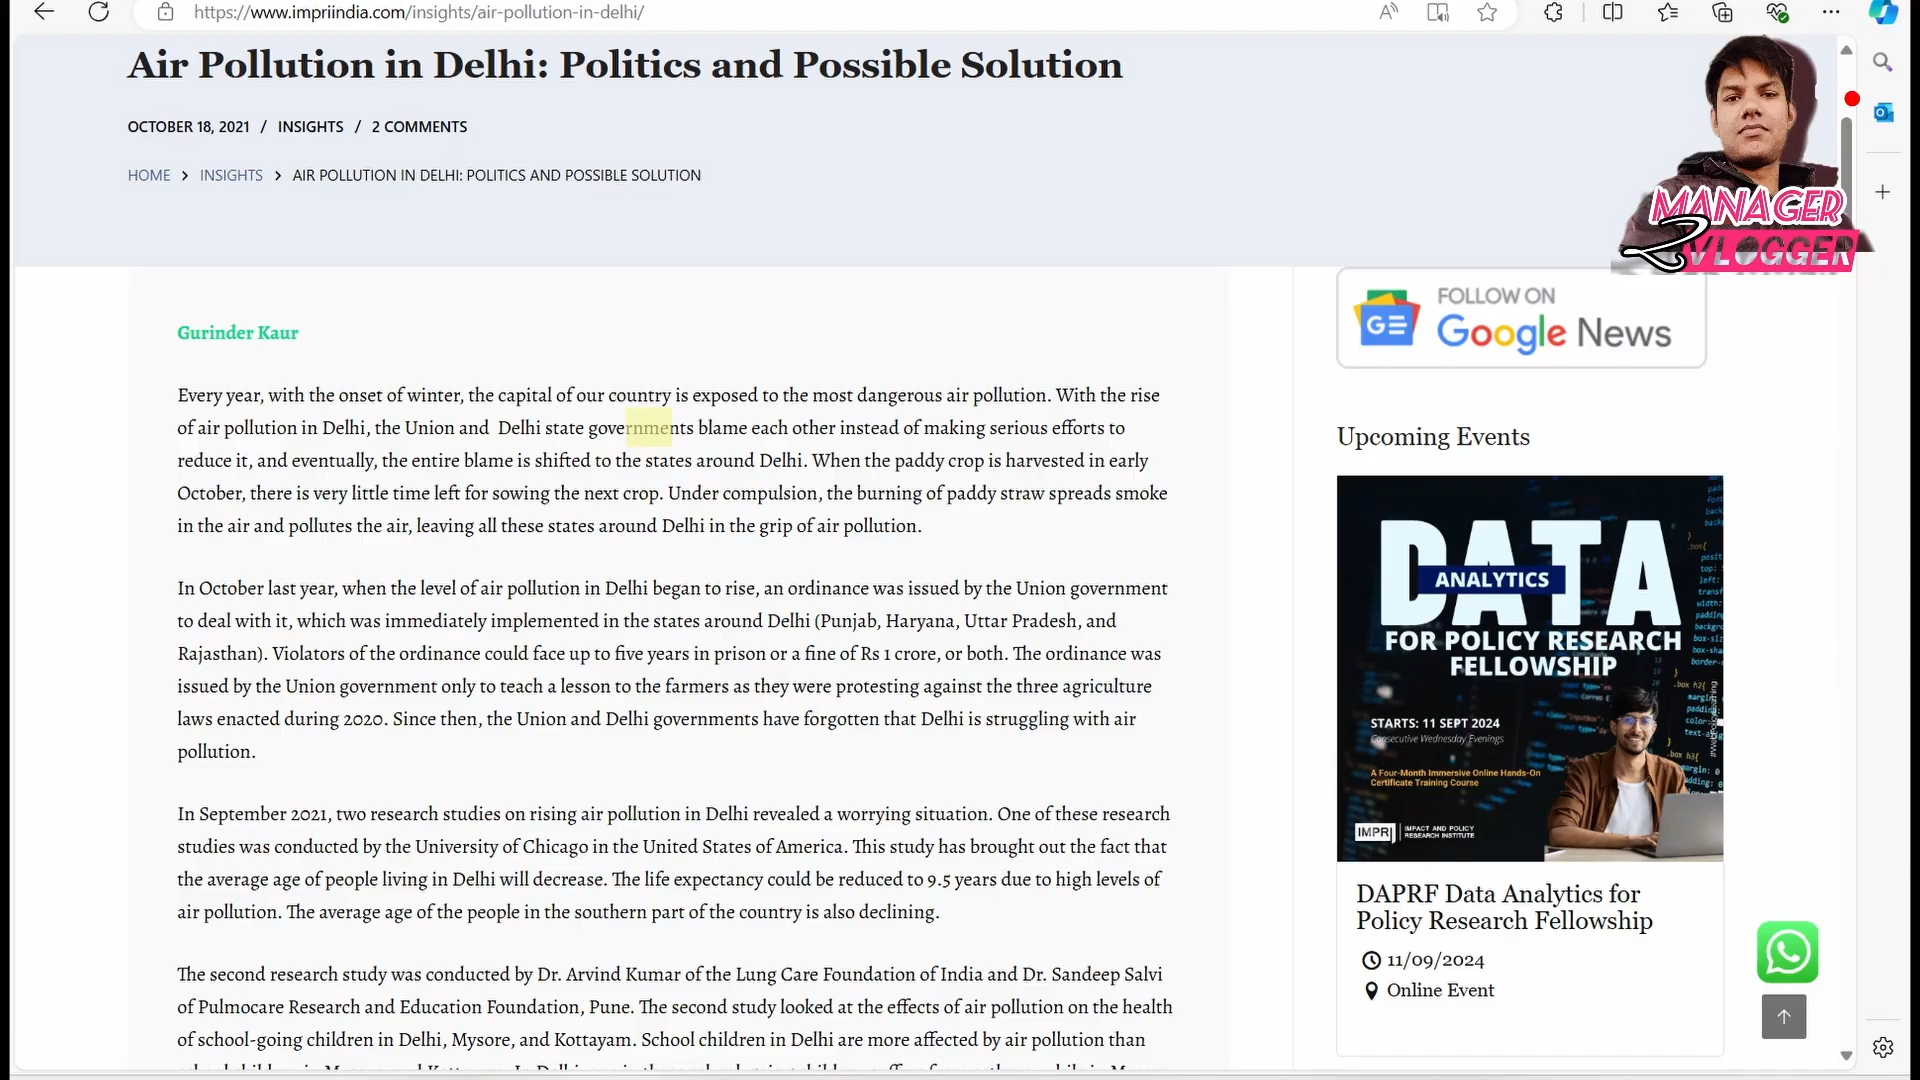 https://www.impriindia.com/insights/air-pollution-in-delhi/
Air Pollution in Delhi: Politics and Possible Solution
OCTOBER 18, 2021 / INSIGHTS / 2 COMMENTS
HOME > INSIGHTS > AIR POLLUTION IN DELHI: POLITICS AND POSSIBLE SOLUTION
MANAGER
VLOGGER
Gurinder Kaur
Every year, with the onset of winter, the capital of our country is exposed to the most dangerous air pollution. With the rise
of air pollution in Delhi, the Union and Delhi state governments blame each other instead of making serious efforts to
reduce it, and eventually, the entire blame is shifted to the states around Delhi. When the paddy crop is harvested in early
October, there is very little time left for sowing the next crop. Under compulsion, the burning of paddy straw spreads smoke
in the air and pollutes the air, leaving all these states around Delhi in the grip of air pollution.
In October last year, when the level of air pollution in Delhi began to rise, an ordinance was issued by the Union government
to deal with it, which was immediately implemented in the states around Delhi (Punjab, Haryana, Uttar Pradesh, and
Rajasthan). Violators of the ordinance could face up to five years in prison or a fine of Rs 1 crore, or both. The ordinance was
issued by the Union government only to teach a lesson to the farmers as they were protesting against the three agriculture
laws enacted during 2020. Since then, the Union and Delhi governments have forgotten that Delhi is struggling with air
pollution.
In September 2021, two research studies on rising air pollution in Delhi revealed a worrying situation. One of these research
studies was conducted by the University of Chicago in the United States of America. This study has brought out the fact that
the average age of people living in Delhi will decrease. The life expectancy could be reduced to 9.5 years due to high levels of
air pollution. The average age of the people in the southern part of the country is also declining.
The second research study was conducted by Dr. Arvind Kumar of the Lung Care Foundation of India and Dr. Sandeep Salvi
of Pulmocare Research and Education Foundation, Pune. The second study looked at the effects of air pollution on the health
of school-going children in Delhi, Mysore, and Kottayam. School children in Delhi are more affected by air pollution than
FOLLOW ON
GE
Google News
Upcoming Events
DATA
ANALYTICS
FOR POLICY RESEARCH
FELLOWSHIP
STARTS: 11 SEPT 2024
Consecutive Wednesday Evenings
A Four-Month Immersive Online Hands-On
Certificate Training Course
IMPRI IMPACT AND POLICY
RESEARCH INSTITUTE
DAPRF Data Analytics for
Policy Research Fellowship
11/09/2024
Online Event